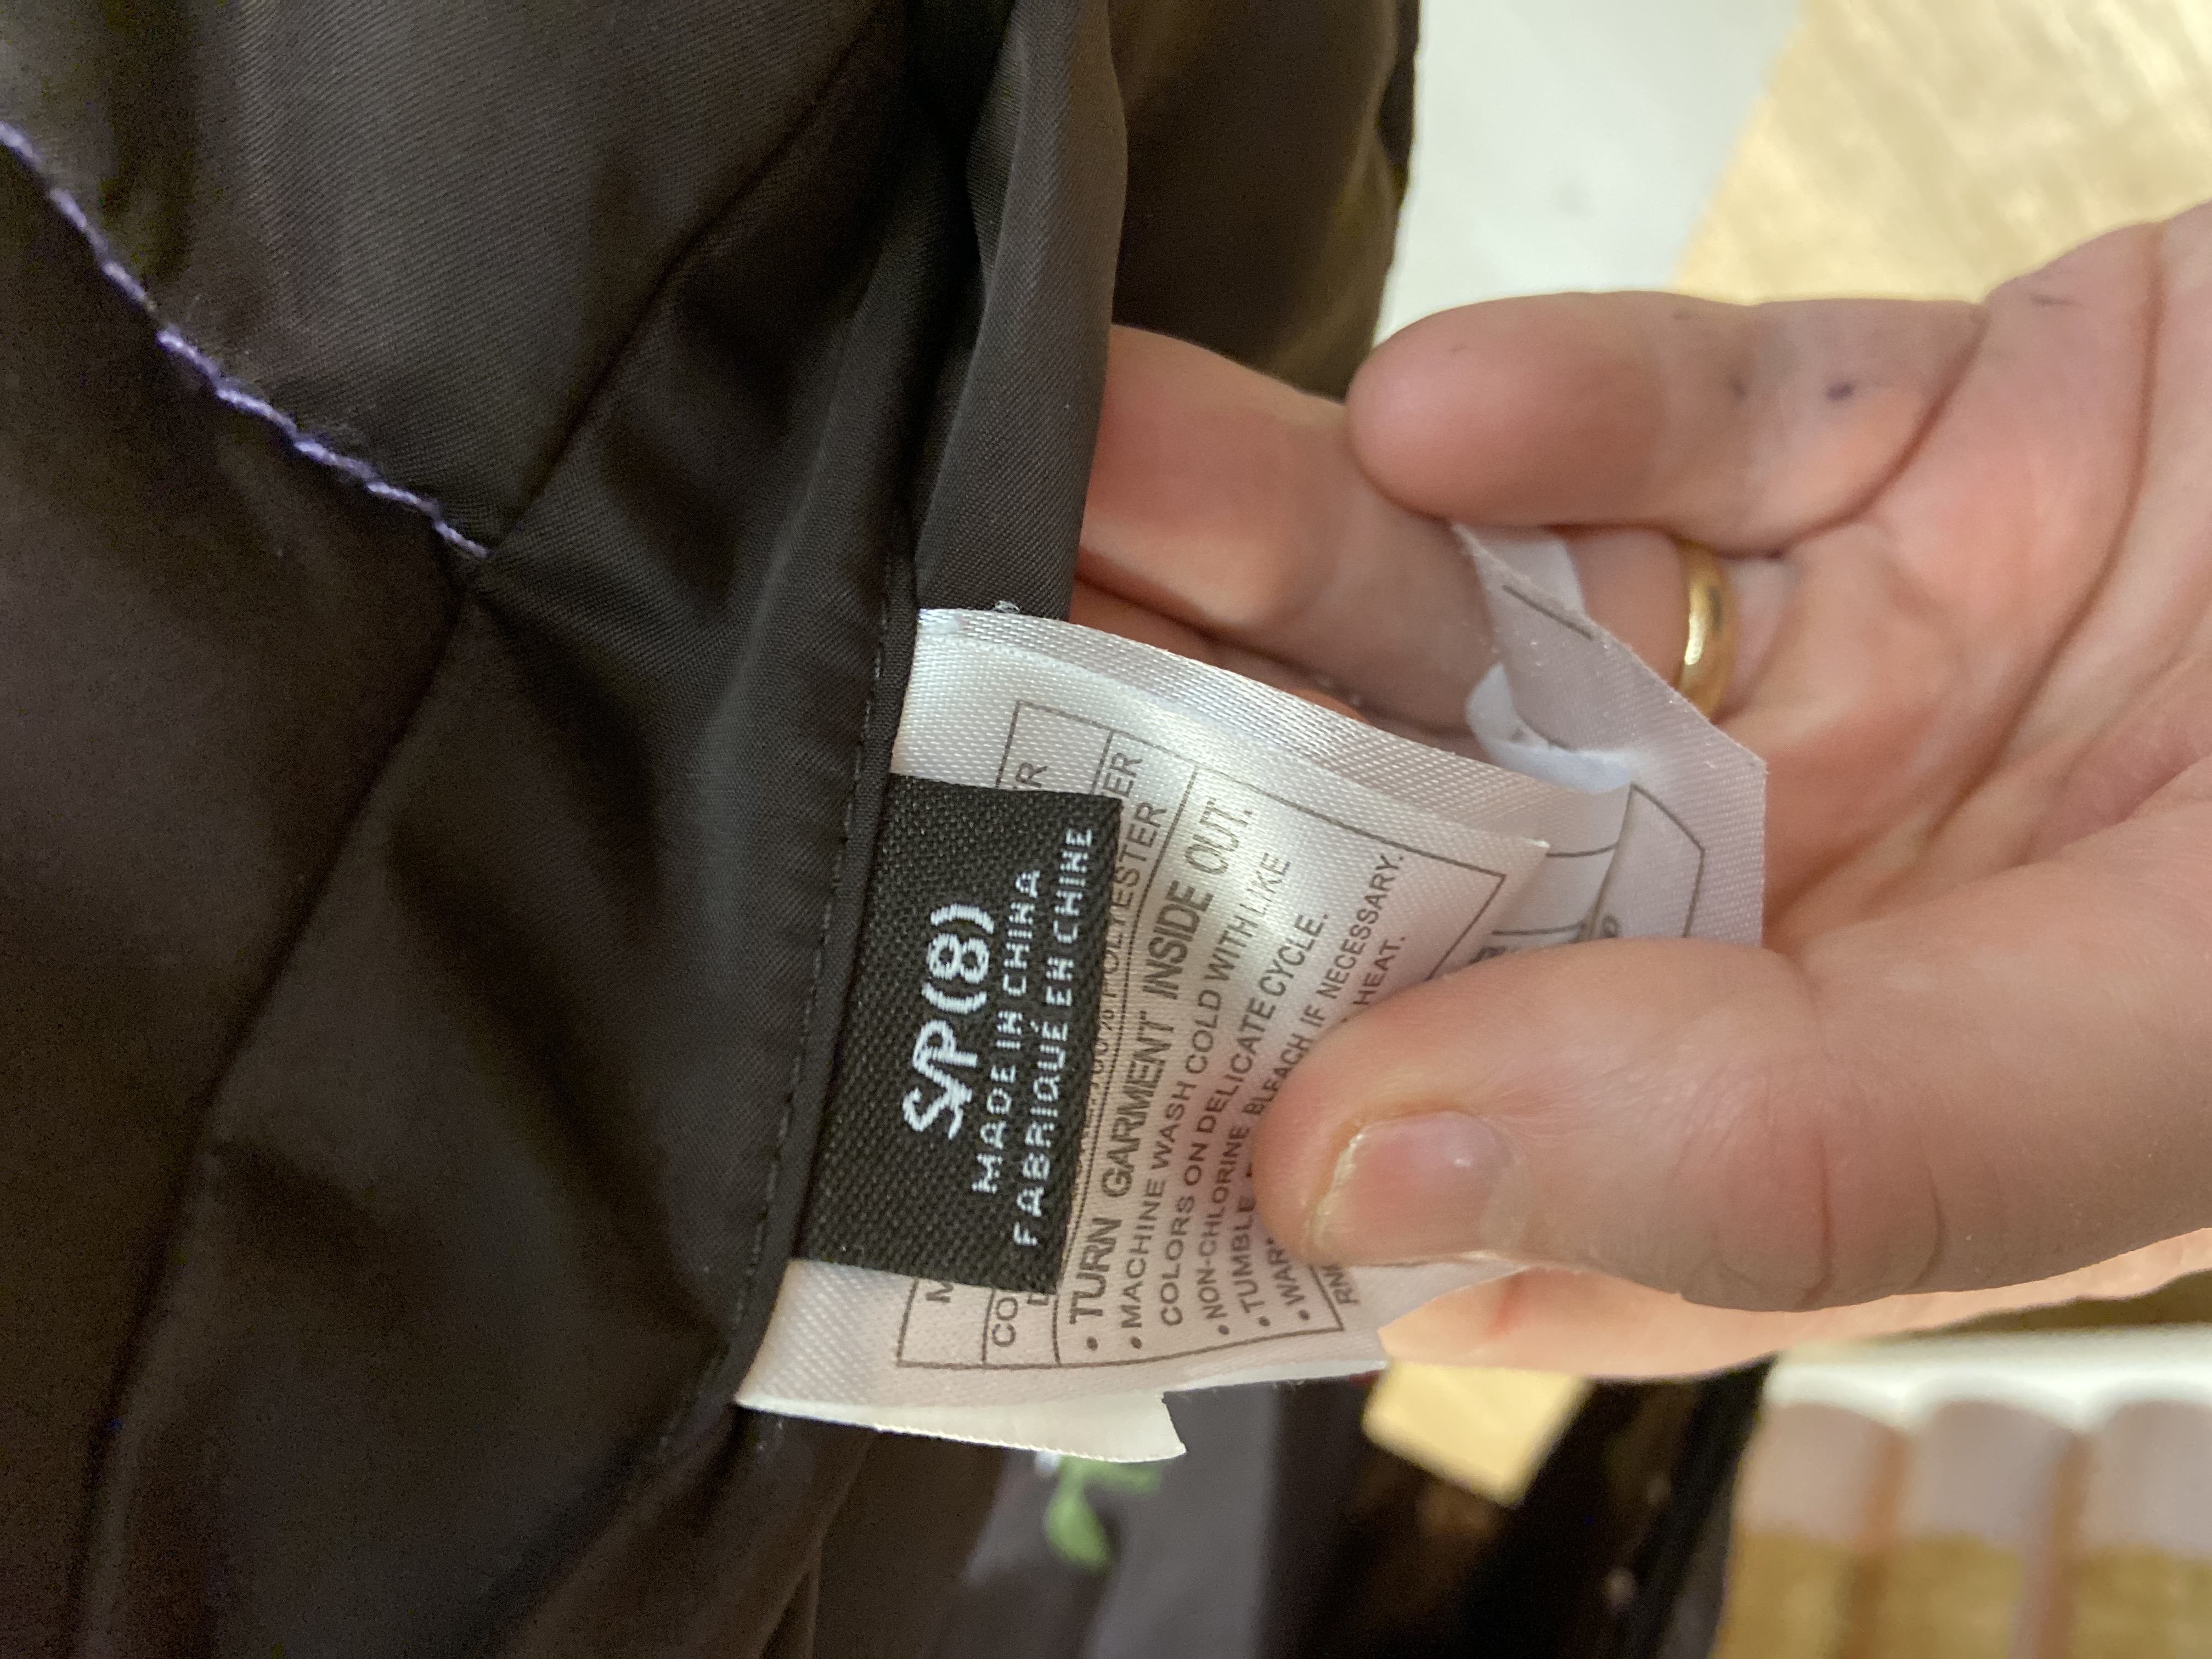 S/P(8)
MADE IN CHINA
FABRIQUÉ EN CHINE
POLYESTER
• TURN GARMENT INSIDE OUT.
• MACHINE WASH COLD WITH LIKE
COLORS ON DELICATE CYCLE.
• NON-CHLORINE BLEACH IF NECESSARY.
• TUMBLE HEAT.